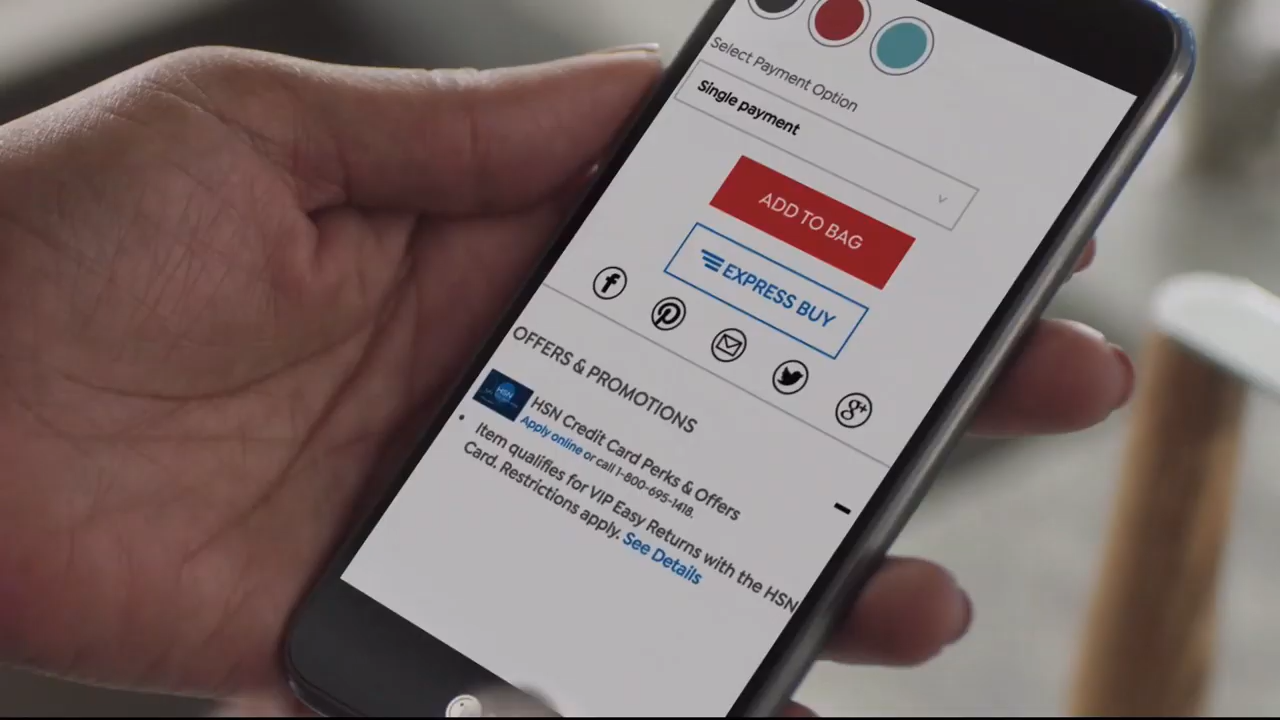 Select Payment Option
Single payment
ADD TO BAG
EXPRESS BUY
OFFERS & PROMOTIONS
HSN
HSN Credit Card Perks & Offers
Apply online or call 1-800-695-1418.
Item qualifies for VIP Easy Returns with the HSN
Card. Restrictions apply. See Details